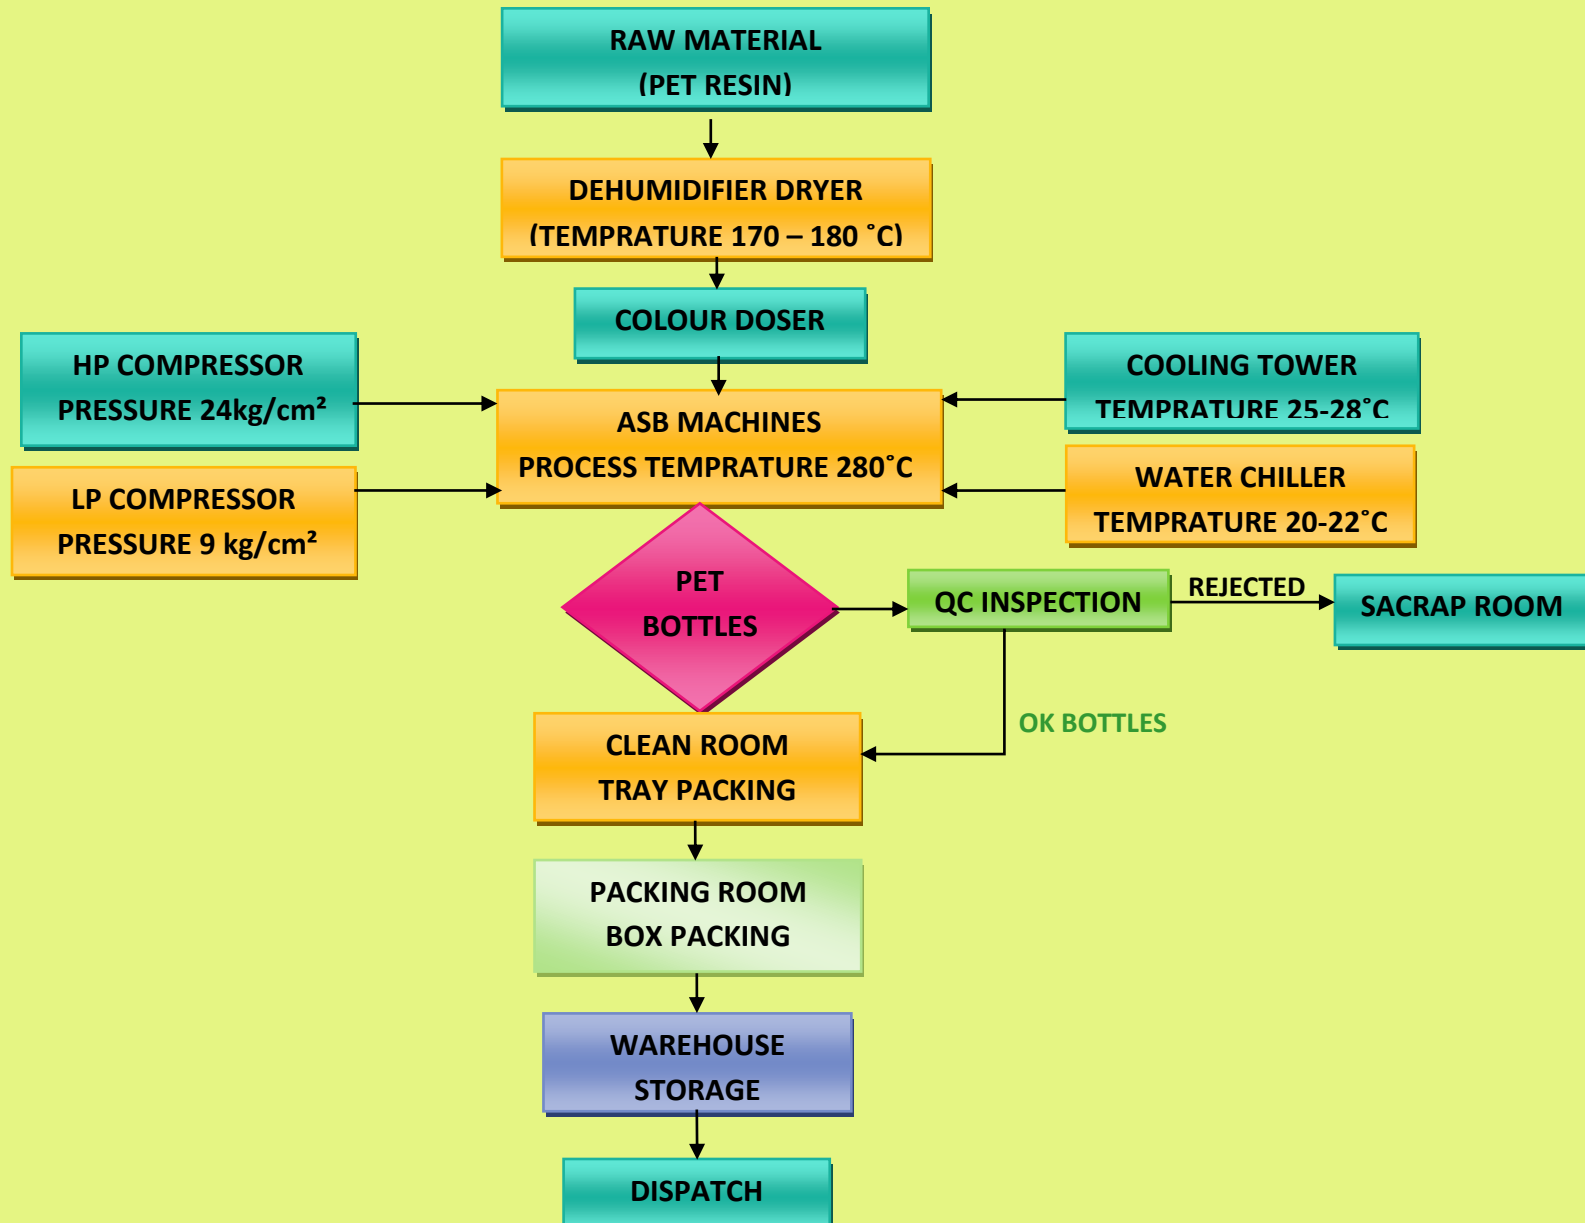 RAW MATERIAL
(PET RESIN)
DEHUMIDIFIER DRYER
(TEMPRATURE 170 – 180 ˚C)
COLOUR DOSER
HP COMPRESSOR
PRESSURE 24kg/cm²
COOLING TOWER
TEMPRATURE 25-28˚C
ASB MACHINES
PROCESS TEMPRATURE 280˚C
LP COMPRESSOR
PRESSURE 9 kg/cm²
WATER CHILLER
TEMPRATURE 20-22˚C
PET
BOTTLES
QC INSPECTION
REJECTED
SACRAP ROOM
OK BOTTLES
CLEAN ROOM
TRAY PACKING
PACKING ROOM
BOX PACKING
WAREHOUSE
STORAGE
DISPATCH